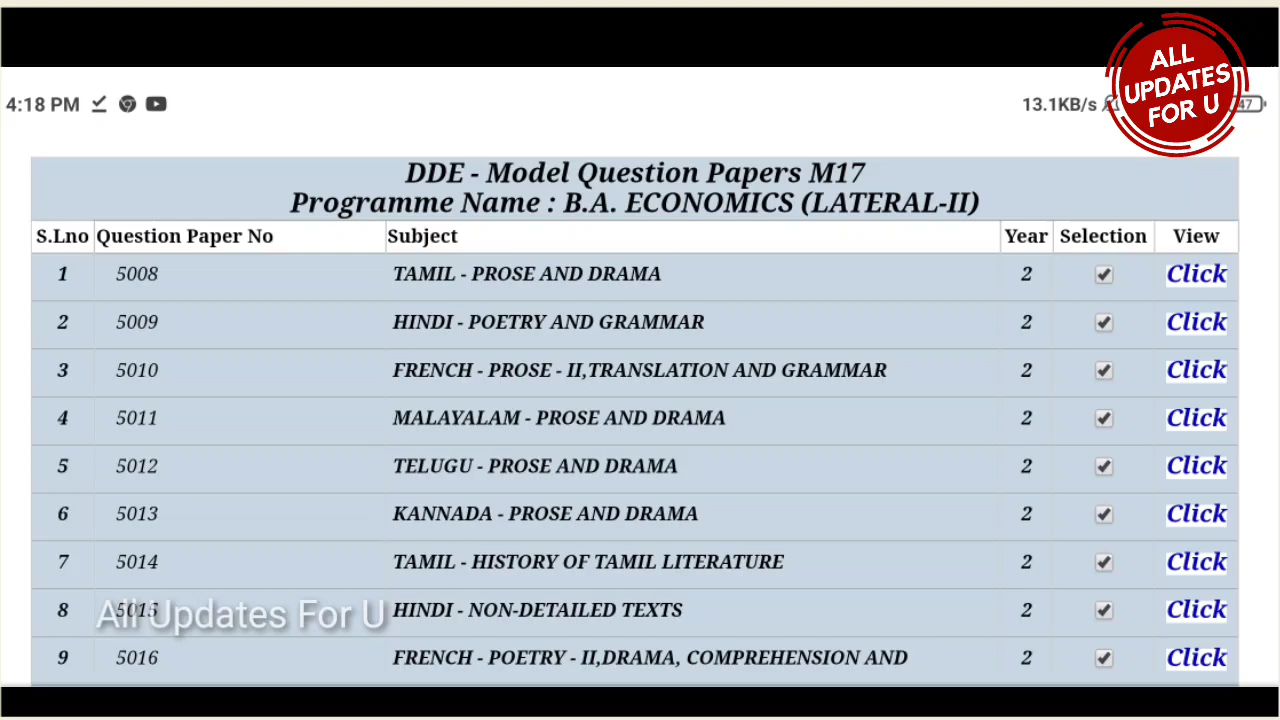 ALL
UPDATES
FOR U
4:18 PM 13.1KB/s 47
DDE - Model Question Papers M17
Programme Name : B.A. ECONOMICS (LATERAL-II)
S.Lno Question Paper No Subject Year Selection View
1 5008 TAMIL - PROSE AND DRAMA 2 Click
2 5009 HINDI - POETRY AND GRAMMAR 2 Click
3 5010 FRENCH - PROSE - II,TRANSLATION AND GRAMMAR 2 Click
4 5011 MALAYALAM - PROSE AND DRAMA 2 Click
5 5012 TELUGU - PROSE AND DRAMA 2 Click
6 5013 KANNADA - PROSE AND DRAMA 2 Click
7 5014 TAMIL - HISTORY OF TAMIL LITERATURE 2 Click
8 5015 HINDI - NON-DETAILED TEXTS 2 Click
All Updates For U
9 5016 FRENCH - POETRY - II,DRAMA, COMPREHENSION AND 2 Click